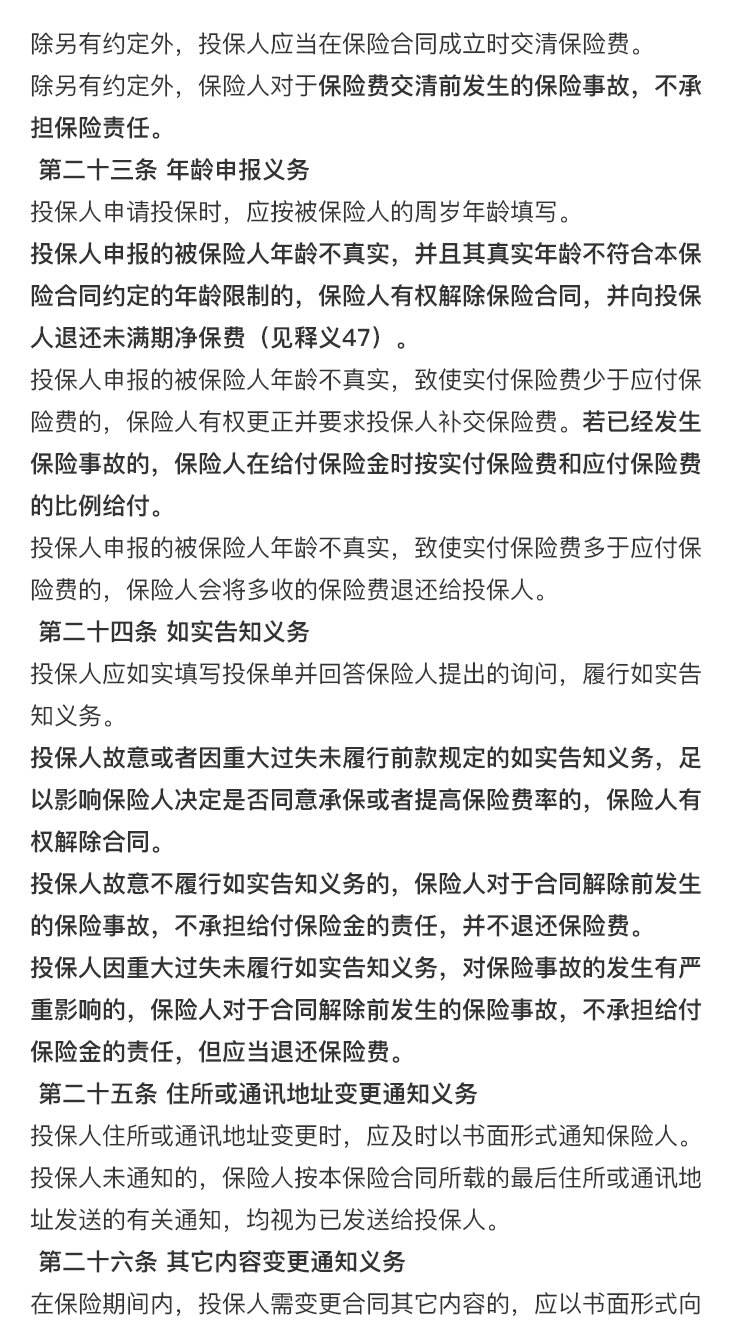 除另有约定外，投保人应当在保险合同成立时交清保险费。
除另有约定外，保险人对于保险费交清前发生的保险事故，不承
担保险责任。
第二十三条 年龄申报义务
投保人申请投保时，应按被保险人的周岁年龄填写。
投保人申报的被保险人年龄不真实，并且其真实年龄不符合本保
险合同约定的年龄限制的，保险人有权解除保险合同，并向投保
人退还未满期净保费（见释义47）。
投保人申报的被保险人年龄不真实，致使实付保险费少于应付保
险费的，保险人有权更正并要求投保人补交保险费。若已经发生
保险事故的，保险人在给付保险金时按实付保险费和应付保险费
的比例给付。
投保人申报的被保险人年龄不真实，致使实付保险费多于应付保
险费的，保险人会将多收的保险费退还给投保人。
第二十四条 如实告知义务
投保人应如实填写投保单并回答保险人提出的询问，履行如实告
知义务。
投保人故意或者因重大过失未履行前款规定的如实告知义务，足
以影响保险人决定是否同意承保或者提高保险费率的，保险人有
权解除合同。
投保人故意不履行如实告知义务的，保险人对于合同解除前发生
的保险事故，不承担给付保险金的责任，并不退还保险费。
投保人因重大过失未履行如实告知义务，对保险事故的发生有严
重影响的，保险人对于合同解除前发生的保险事故，不承担给付
保险金的责任，但应当退还保险费。
第二十五条 住所或通讯地址变更通知义务
投保人住所或通讯地址变更时，应及时以书面形式通知保险人。
投保人未通知的，保险人按本保险合同所载的最后住所或通讯地
址发送的有关通知，均视为已发送给投保人。
第二十六条 其它内容变更通知义务
在保险期间内，投保人需变更合同其它内容的，应以书面形式向